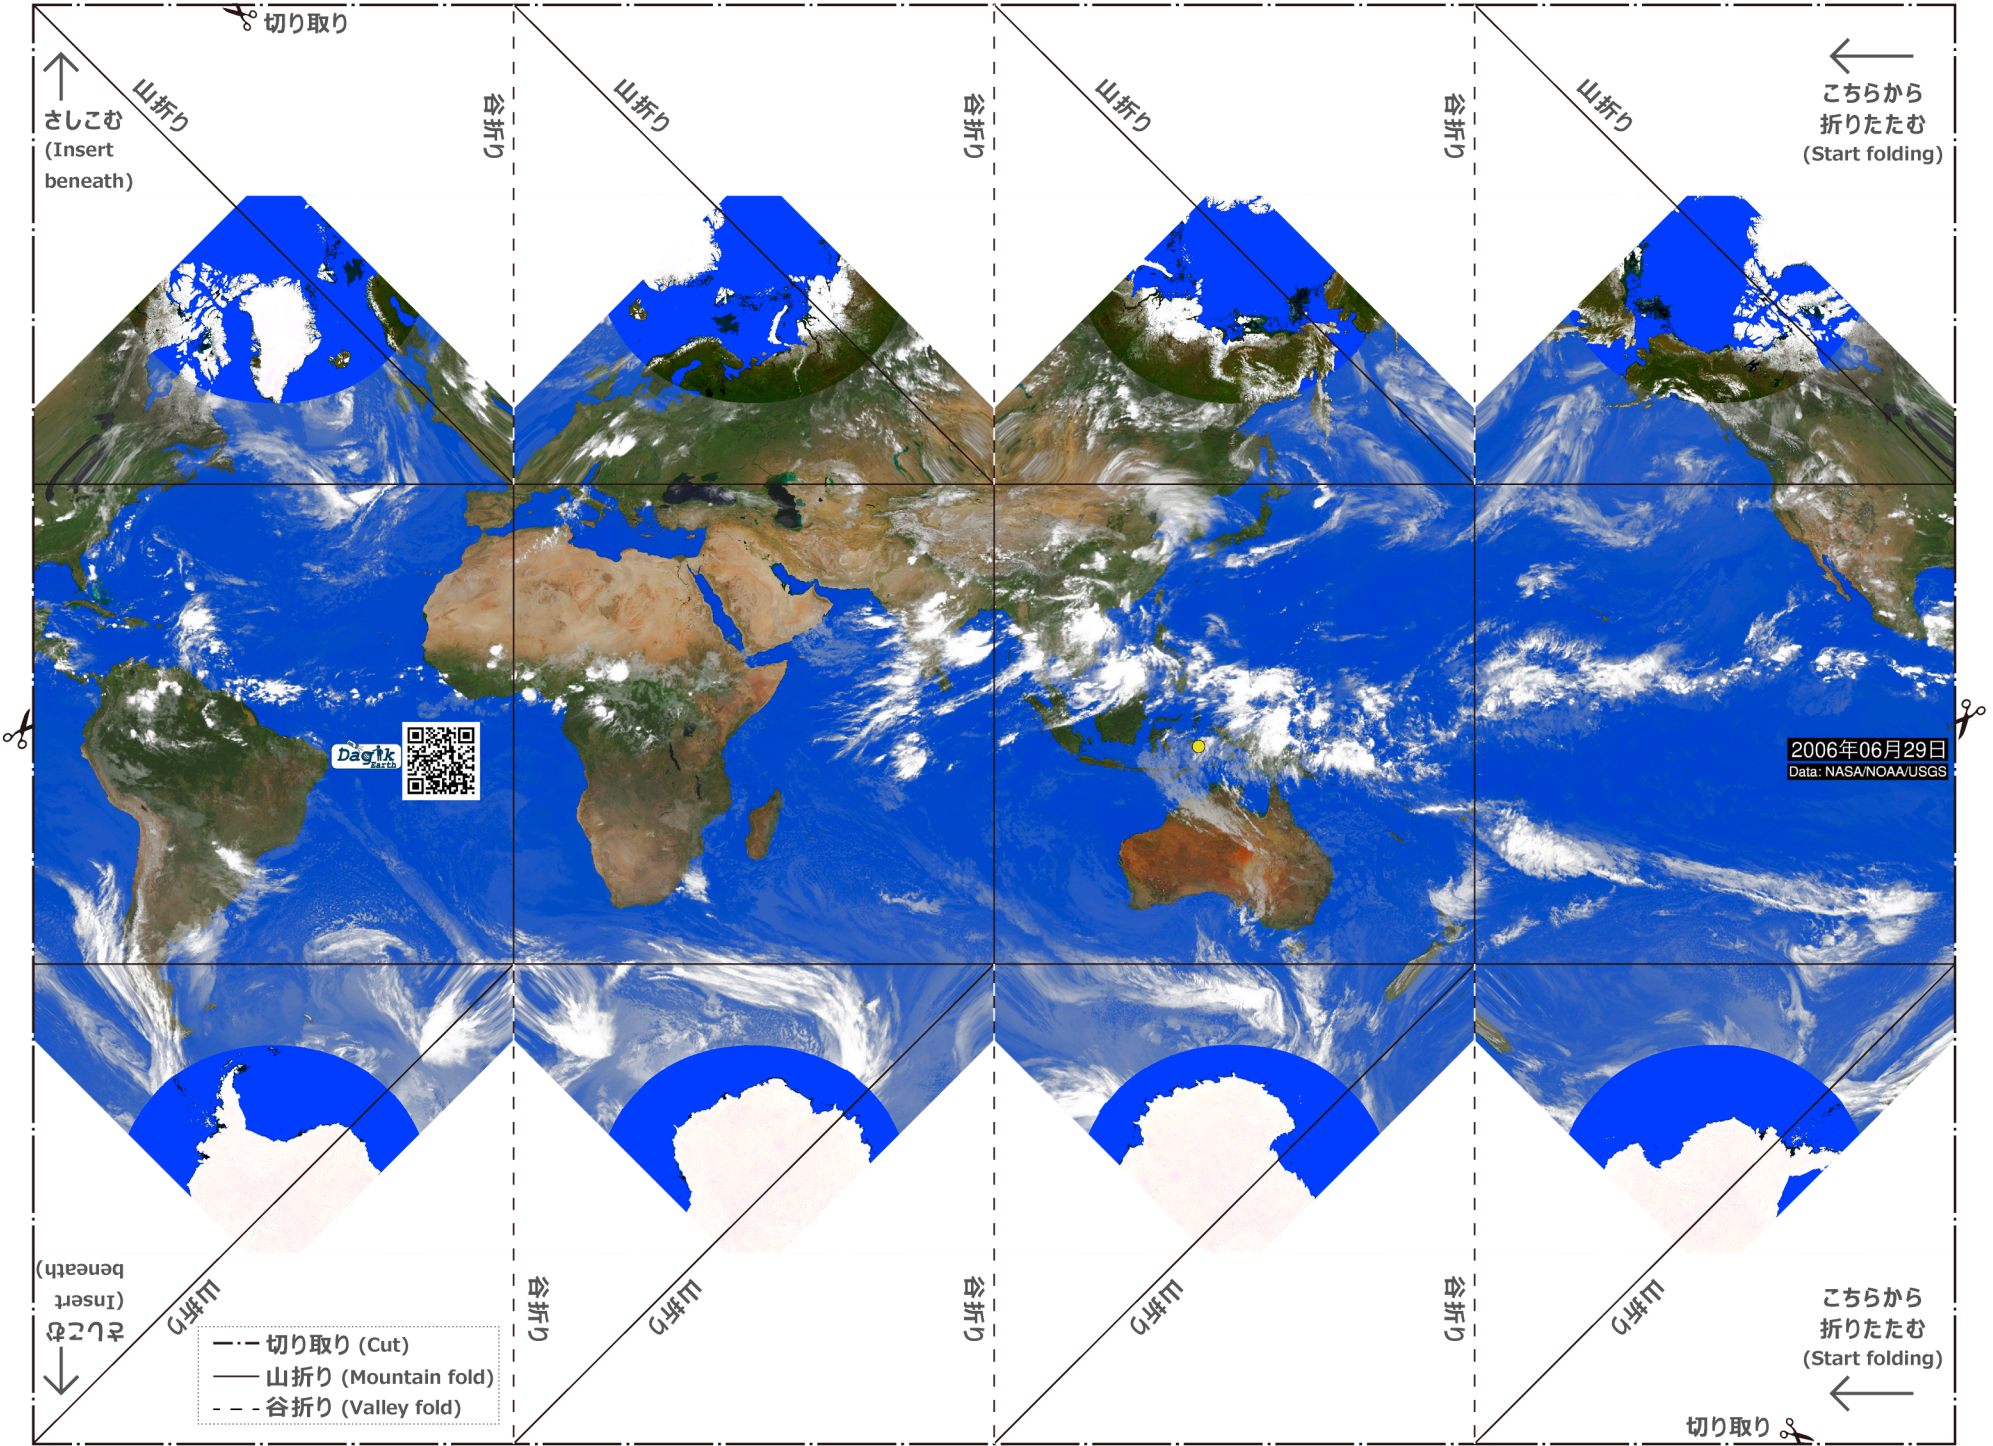 切り取り
さしこむ
(Insert
beneath)
山折り
谷折り
山折り
谷折り
山折り
谷折り
山折り
こちらから
折りたたむ
(Start folding)
Dagik
Earth
2006年06月29日
Data: NASA/NOAA/USGS
さしこむ
(Insert
beneath)
山折り
谷折り
山折り
谷折り
山折り
谷折り
山折り
こちらから
折りたたむ
(Start folding)
切り取り (Cut)
山折り (Mountain fold)
谷折り (Valley fold)
切り取り